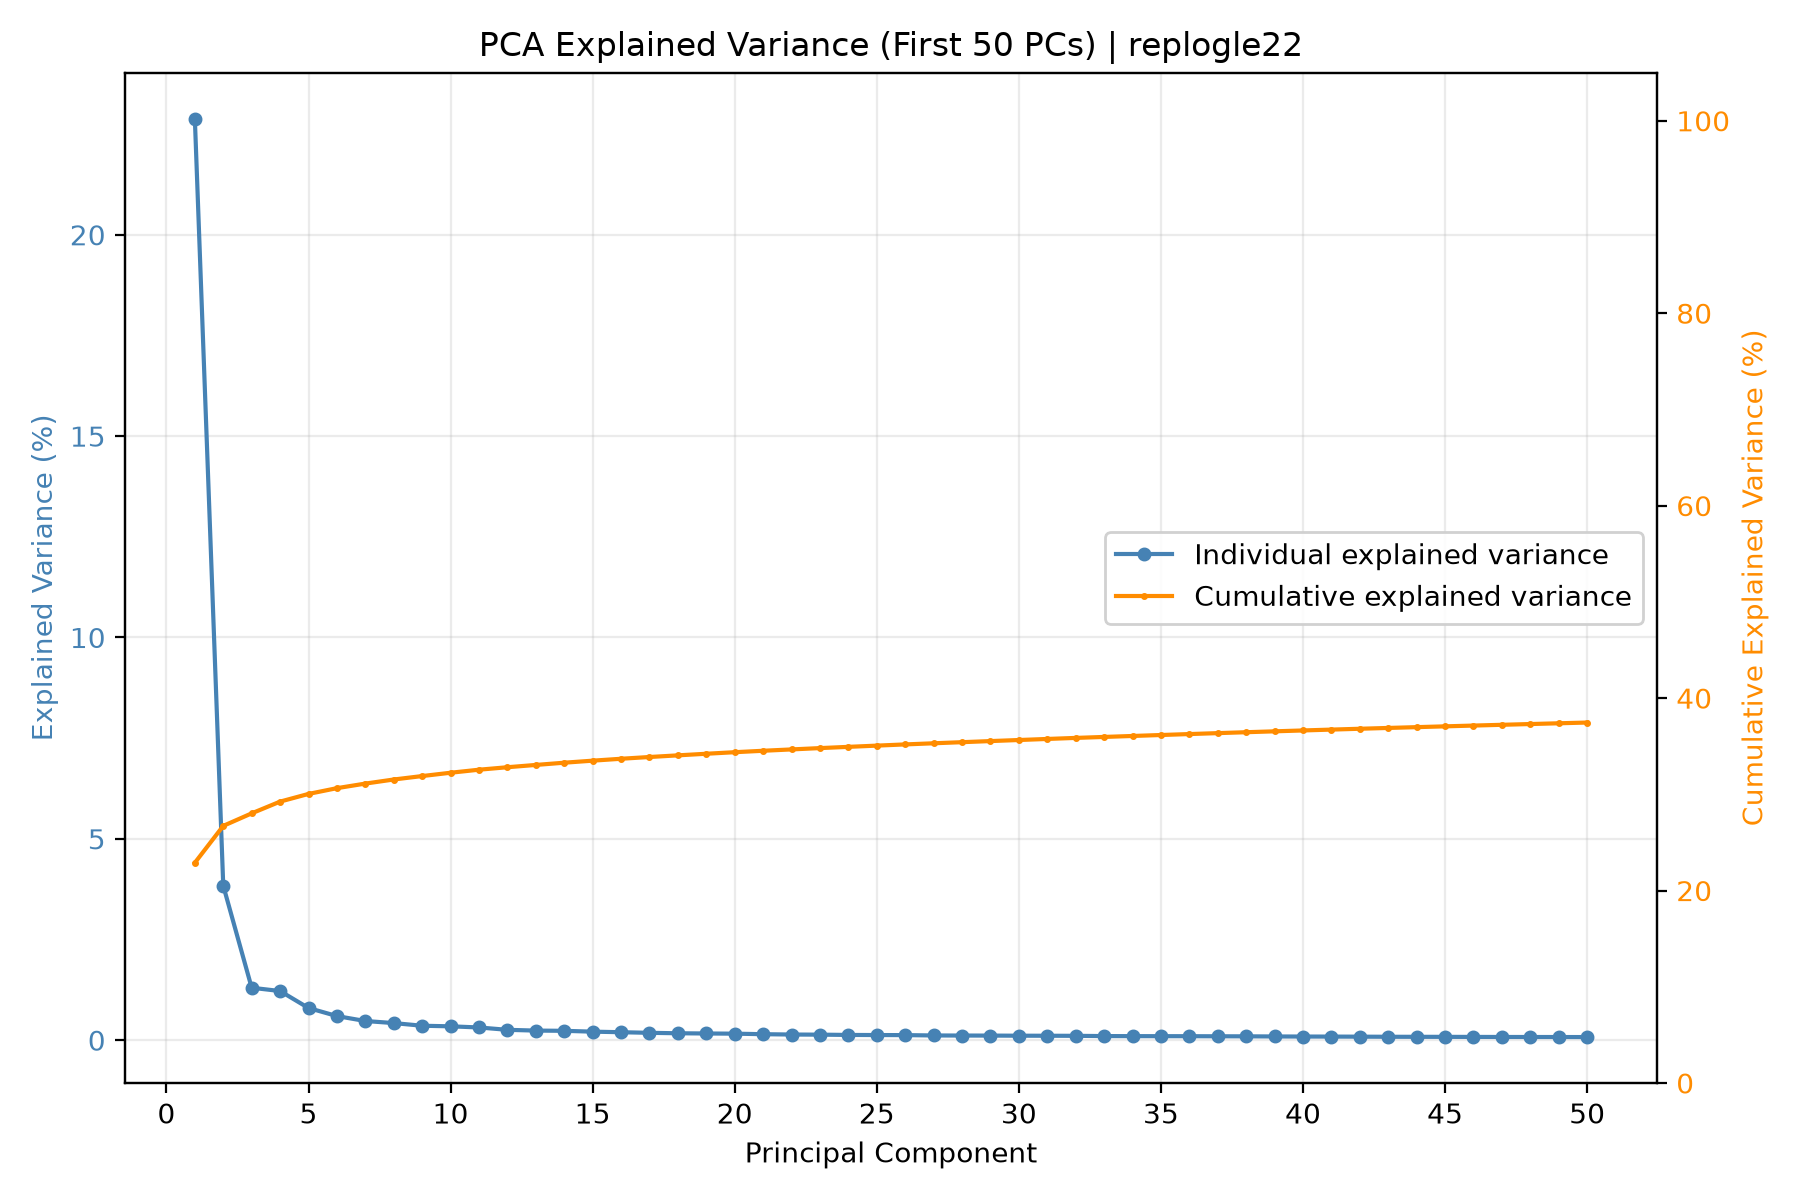 PCA Explained Variance (First 50 PCs) | replogle22
Explained Variance (%)
20
15
10
5
0
100
80
60
40
20
0
Cumulative Explained Variance (%)
Individual explained variance
Cumulative explained variance
0 5 10 15 20 25 30 35 40 45 50
Principal Component